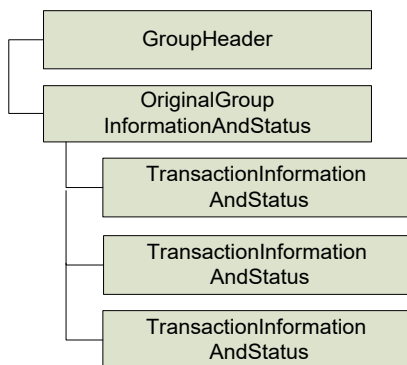 GroupHeader
OriginalGroup
InformationAndStatus
TransactionInformation
AndStatus
TransactionInformation
AndStatus
TransactionInformation
AndStatus